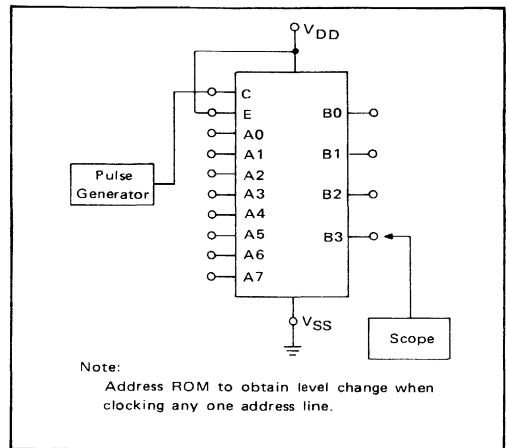 VDD
C
E
A0
A1
A2
A3
A4
A5
A6
A7
B0
B1
B2
B3
Pulse
Generator
VSS
Scope
Note:
Address ROM to obtain level change when
clocking any one address line.